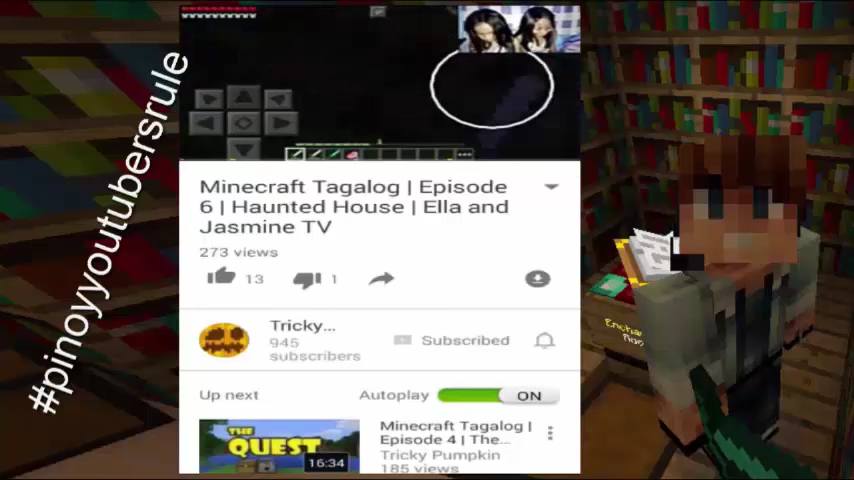 #pinoyyoutubersrule
Minecraft Tagalog | Episode
6 | Haunted House | Ella and
Jasmine TV
273 views
13
1
Tricky...
945
subscribers
Subscribed
Up next
Autoplay
ON
THE
QUEST
16:34
Minecraft Tagalog |
Episode 4 | The...
Tricky Pumpkin
185 views